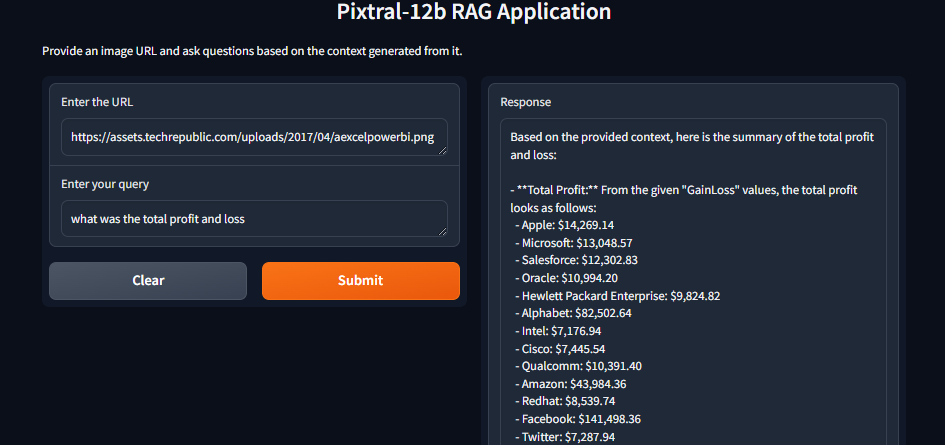 Pixtral-12b RAG Application
Provide an image URL and ask questions based on the context generated from it.
Enter the URL
https://assets.techrepublic.com/uploads/2017/04/aexcelpowerbi.png
Enter your query
what was the total profit and loss
Clear
Submit
Response
Based on the provided context, here is the summary of the total profit
and loss:
- **Total Profit:** From the given "GainLoss" values, the total profit
looks as follows:
- Apple: $14,269.14
- Microsoft: $13,048.57
- Salesforce: $12,302.83
- Oracle: $10,994.20
- Hewlett Packard Enterprise: $9,824.82
- Alphabet: $82,502.64
- Intel: $7,176.94
- Cisco: $7,445.54
- Qualcomm: $10,391.40
- Amazon: $43,984.36
- Redhat: $8,539.74
- Facebook: $141,498.36
- Twitter: $7,287.94